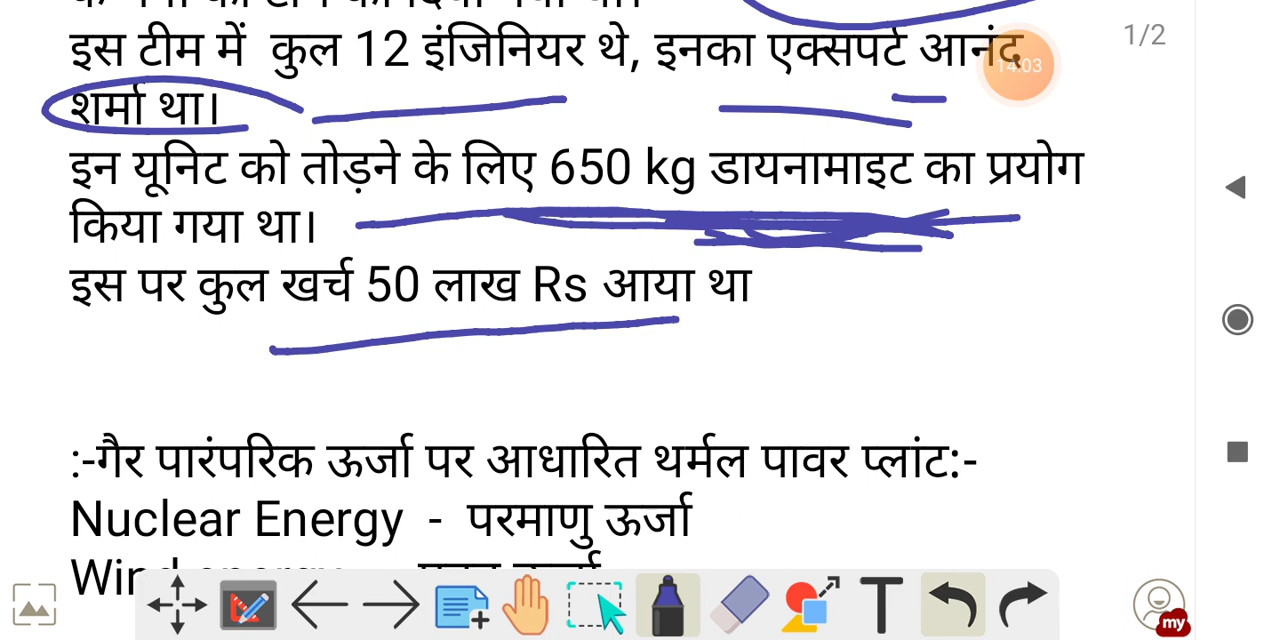 1/2
इस टीम में कुल 12 इंजिनियर थे, इनका एक्सपर्ट आनंद
14:03
शर्मा था।
इन यूनिट को तोड़ने के लिए 650 kg डायनामाइट का प्रयोग
किया गया था।
इस पर कुल खर्च 50 लाख Rs आया था
:-गैर पारंपरिक ऊर्जा पर आधारित थर्मल पावर प्लांट:-
Nuclear Energy - परमाणु ऊर्जा
T
my